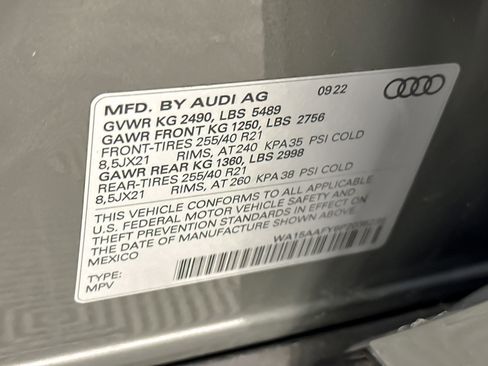 MFD. BY AUDI AG 09/22
GVWR KG 2490, LBS 5489
GAWR FRONT KG 1250, LBS 2756
FRONT-TIRES 255/40 R21
8,5JX21 RIMS, AT 240 KPA 35 PSI COLD
GAWR REAR KG 1360, LBS 2998
REAR-TIRES 255/40 R21
8,5JX21 RIMS, AT 260 KPA 38 PSI COLD
THIS VEHICLE CONFORMS TO ALL APPLICABLE
U.S. FEDERAL MOTOR VEHICLE SAFETY AND
THEFT PREVENTION STANDARDS IN EFFECT ON
THE DATE OF MANUFACTURE SHOWN ABOVE.
MEXICO
TYPE:
MPV